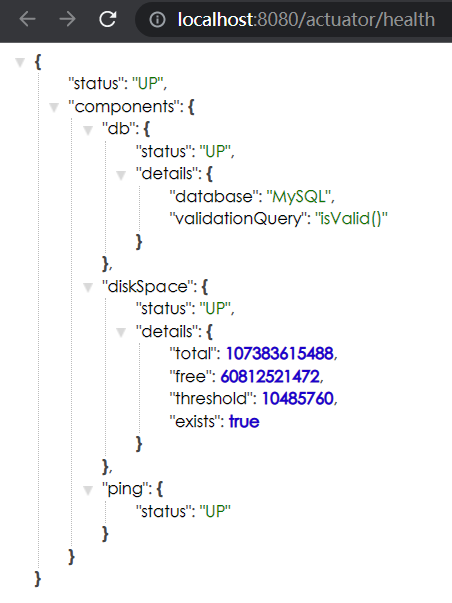 localhost:8080/actuator/health
{
"status": "UP",
"components": {
"db": {
"status": "UP",
"details": {
"database": "MySQL",
"validationQuery": "isValid()"
}
},
"diskSpace": {
"status": "UP",
"details": {
"total": 107383615488,
"free": 60812521472,
"threshold": 10485760,
"exists": true
}
},
"ping": {
"status": "UP"
}
}
}